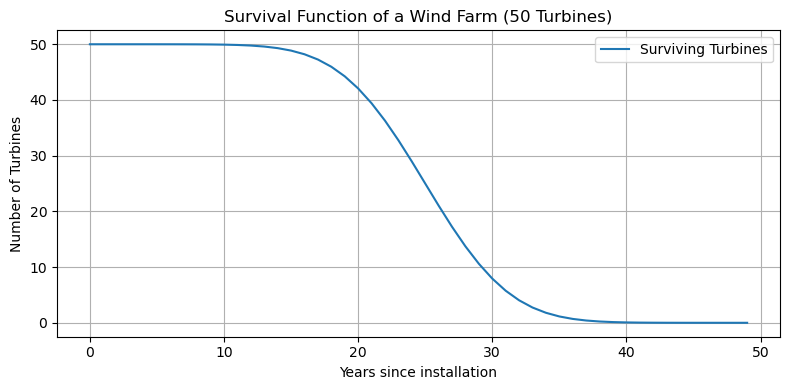 Survival Function of a Wind Farm (50 Turbines)
Surviving Turbines
Number of Turbines
50
40
30
20
10
0
0 10 20 30 40 50
Years since installation